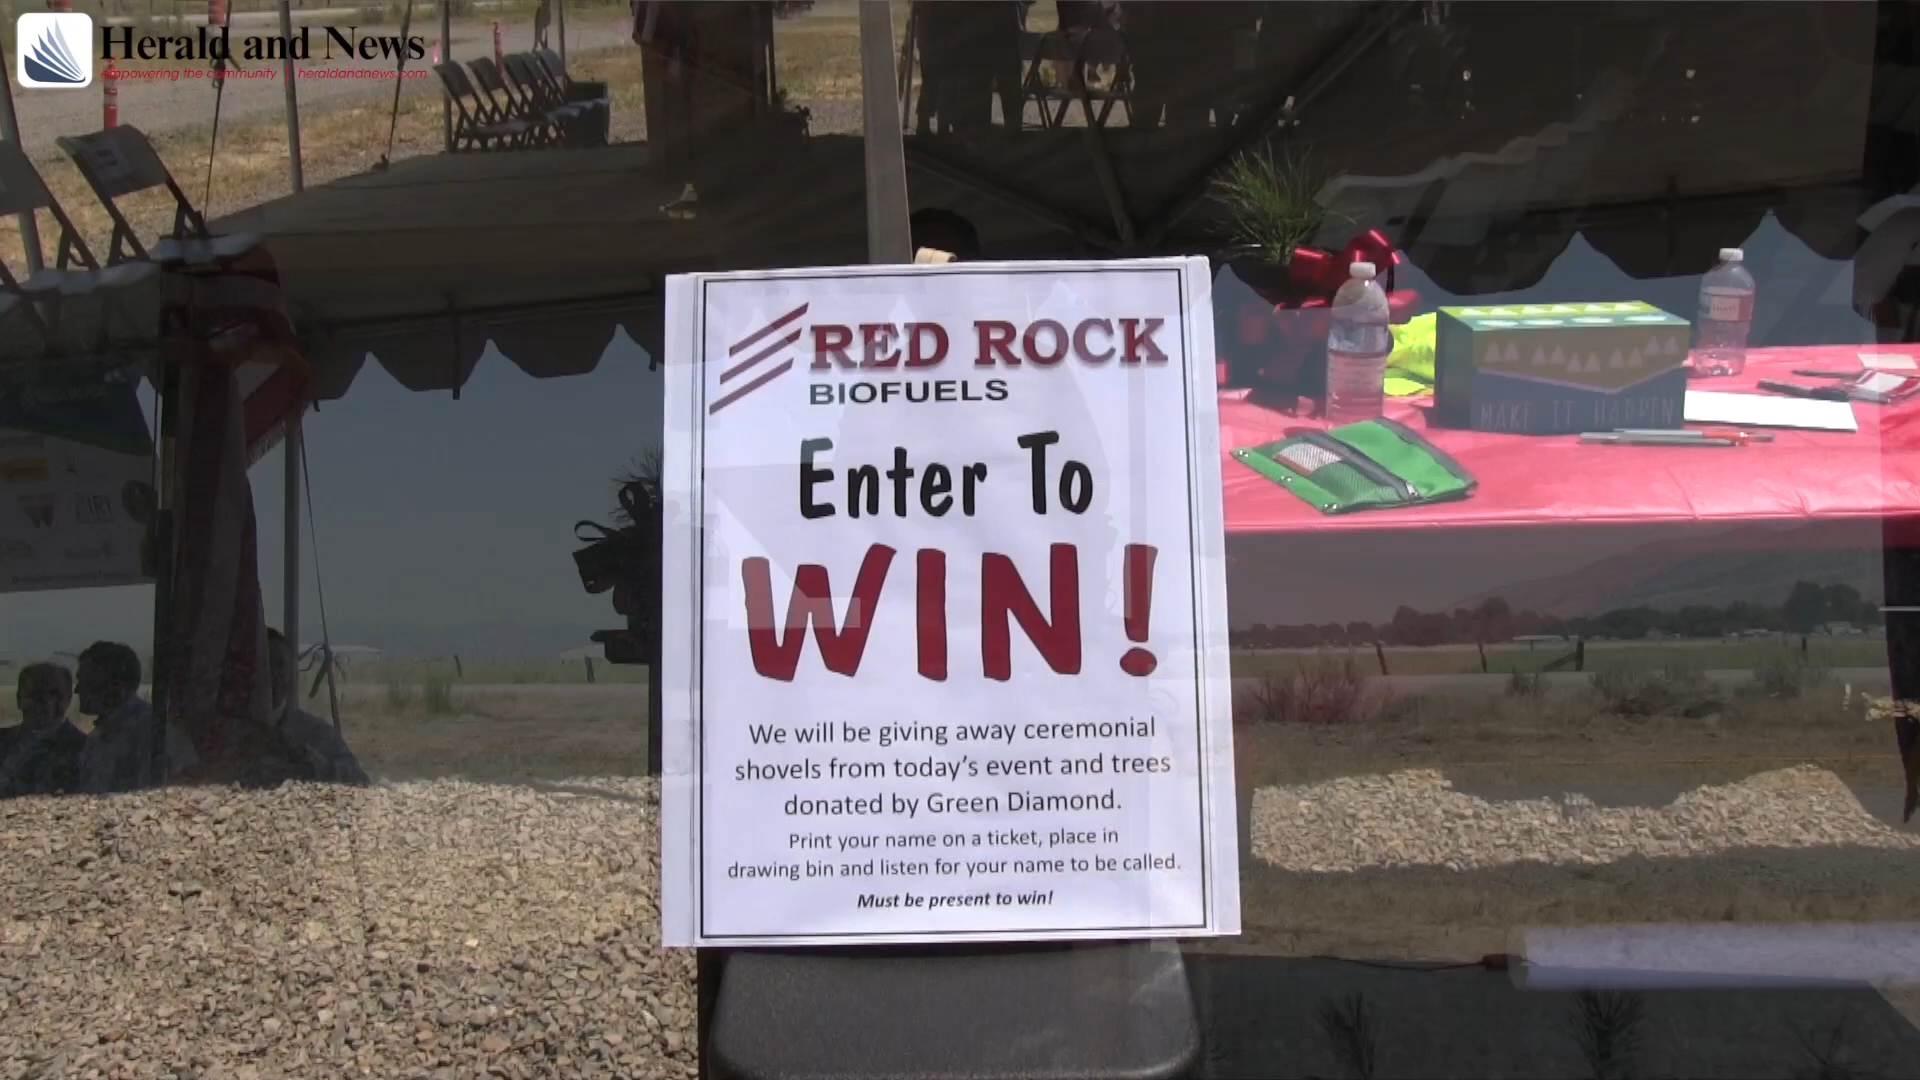 Herald and News
empowering the community | heraldandnews.com
RED ROCK
BIOFUELS
Enter To
WIN!
We will be giving away ceremonial
shovels from today's event and trees
donated by Green Diamond.
Print your name on a ticket, place in
drawing bin and listen for your name to be called.
Must be present to win!
MAKE IT HAPPEN